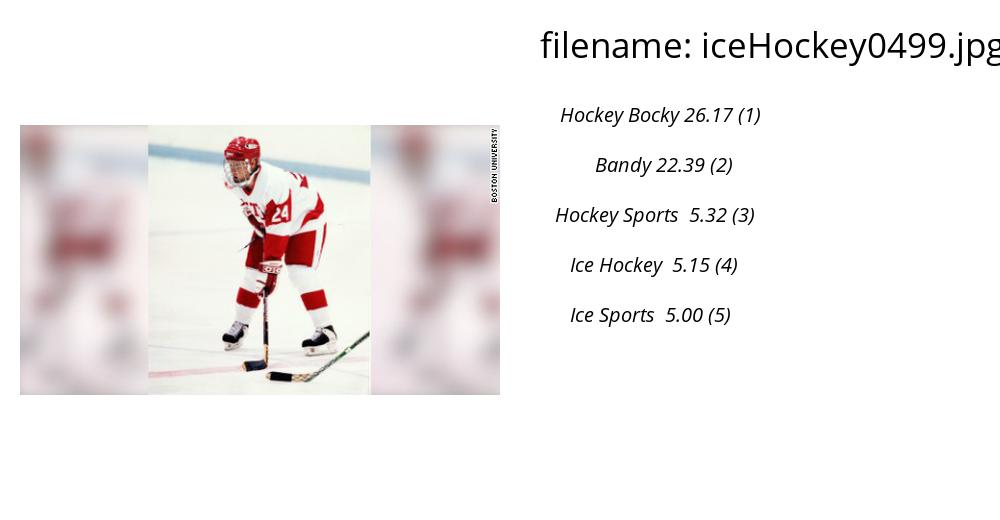 filename: iceHockey0499.jpg
Hockey Bocky 26.17 (1)
BOSTON UNIVERSITY
Bandy 22.39 (2)
24
Hockey Sports 5.32 (3)
Ice Hockey 5.15 (4)
Ice Sports 5.00 (5)